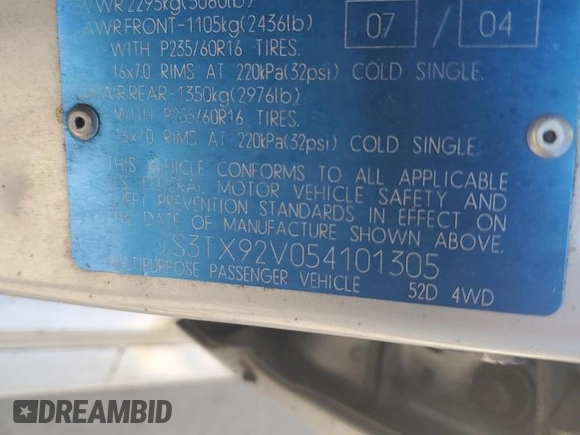 07 / 04
AWR FRONT-1105kg(2436lb)
WITH P235/60R16 TIRES.
16x7.0 RIMS AT 220kPa(32psi) COLD SINGLE.
REAR-1350kg(2976lb)
WITH P235/60R16 TIRES.
16x7.0 RIMS AT 220kPa(32psi) COLD SINGLE.
THIS VEHICLE CONFORMS TO ALL APPLICABLE
U.S. FEDERAL MOTOR VEHICLE SAFETY AND
THEFT PREVENTION STANDARDS IN EFFECT ON
THE DATE OF MANUFACTURE SHOWN ABOVE.
JS3TX92V054101305
MULTIPURPOSE PASSENGER VEHICLE 52D 4WD
DREAMBID